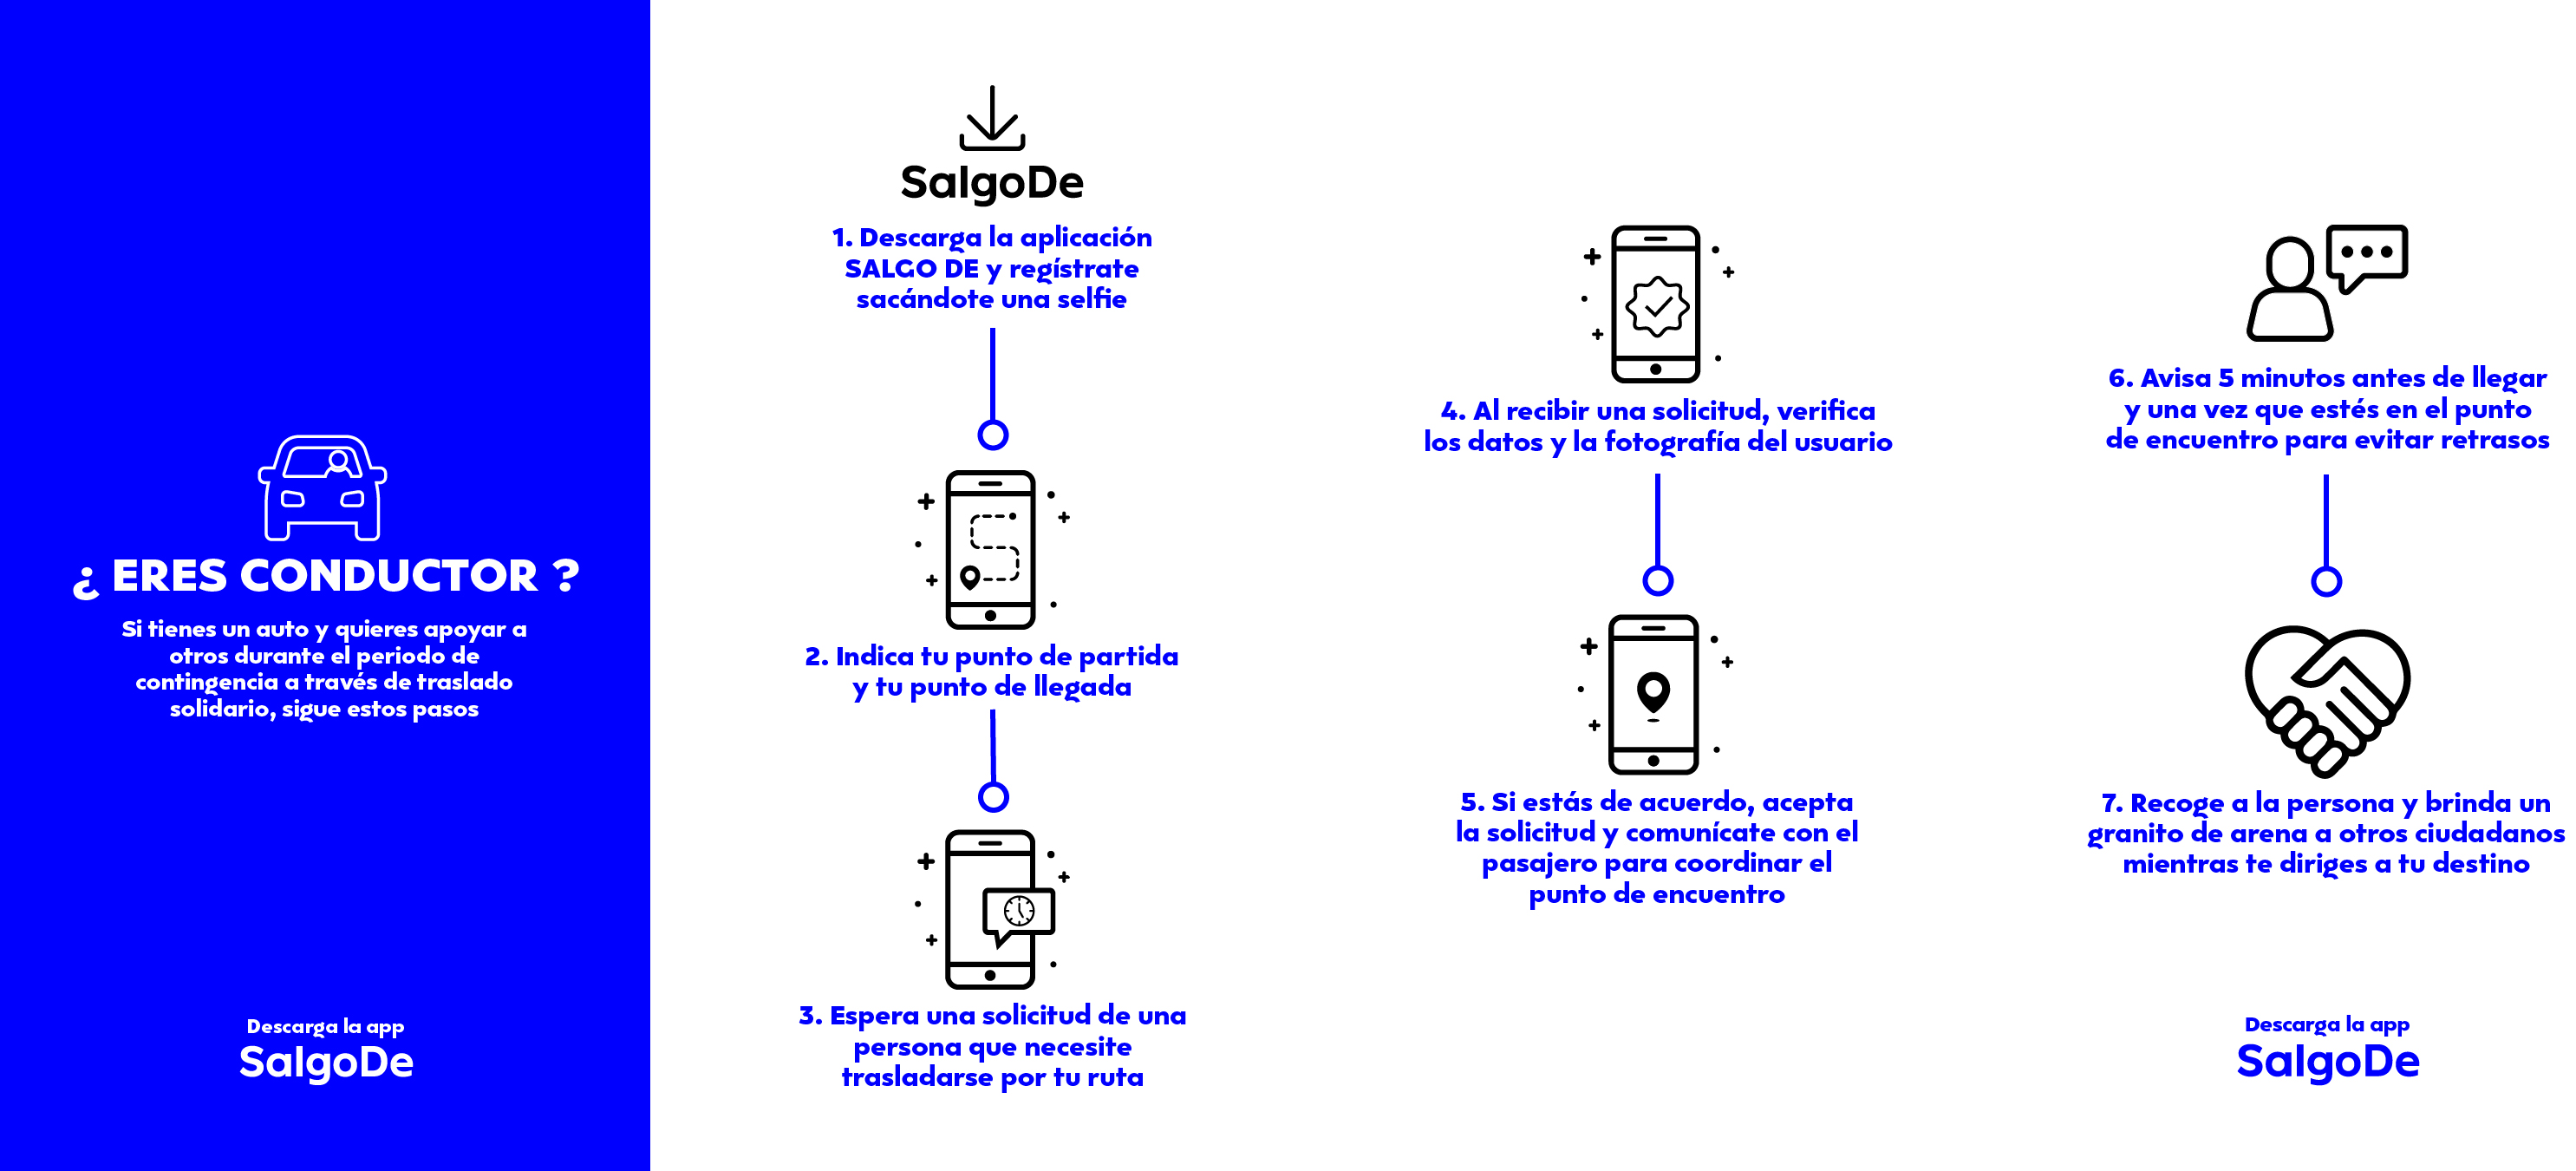 ¿ ERES CONDUCTOR ?
Si tienes un auto y quieres apoyar a
otros durante el periodo de
contingencia a través de traslado
solidario, sigue estos pasos
Descarga la app
SalgoDe
SalgoDe
1. Descarga la aplicación
SALGO DE y regístrate
sacándote una selfie
2. Indica tu punto de partida
y tu punto de llegada
3. Espera una solicitud de una
persona que necesite
trasladarse por tu ruta
4. Al recibir una solicitud, verifica
los datos y la fotografía del usuario
5. Si estás de acuerdo, acepta
la solicitud y comunícate con el
pasajero para coordinar el
punto de encuentro
6. Avisa 5 minutos antes de llegar
y una vez que estés en el punto
de encuentro para evitar retrasos
7. Recoge a la persona y brinda un
granito de arena a otros ciudadanos
mientras te diriges a tu destino
Descarga la app
SalgoDe